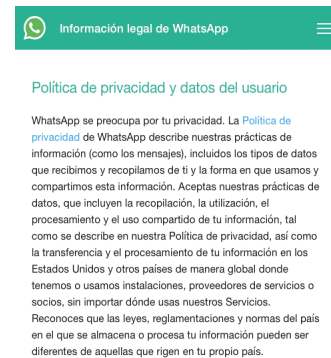 Información legal de WhatsApp
Política de privacidad y datos del usuario
WhatsApp se preocupa por tu privacidad. La Política de
privacidad de WhatsApp describe nuestras prácticas de
información (como los mensajes), incluidos los tipos de datos
que recibimos y recopilamos de ti y la forma en que usamos y
compartimos esta información. Aceptas nuestras prácticas de
datos, que incluyen la recopilación, la utilización, el
procesamiento y el uso compartido de tu información, tal
como se describe en nuestra Política de privacidad, así como
la transferencia y el procesamiento de tu información en los
Estados Unidos y otros países de manera global donde
tenemos o usamos instalaciones, proveedores de servicios o
socios, sin importar dónde usas nuestros Servicios.
Reconoces que las leyes, reglamentaciones y normas del país
en el que se almacena o procesa tu información pueden ser
diferentes de aquellas que rigen en tu propio país.